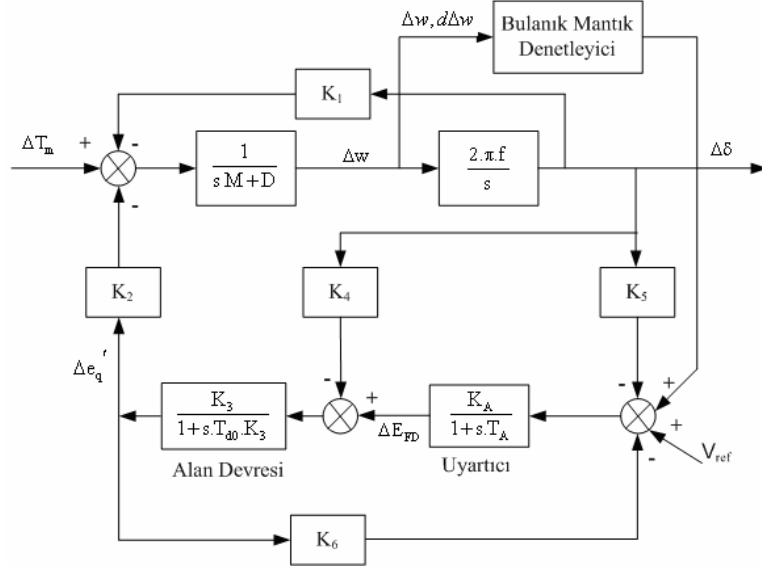 Δw, dΔw
Bulanık Mantık
Denetleyici
K₁
ΔTₘ
+
-
-
1
s M+D
Δw
2.π.f
s
Δδ
K₂
K₄
K₅
Δe_q'
-
-
+
K₃
1+s.T_d0.K₃
+
ΔE_FD
K_A
1+s.T_A
+
-
V_ref
Alan Devresi
Uyartıcı
K₆